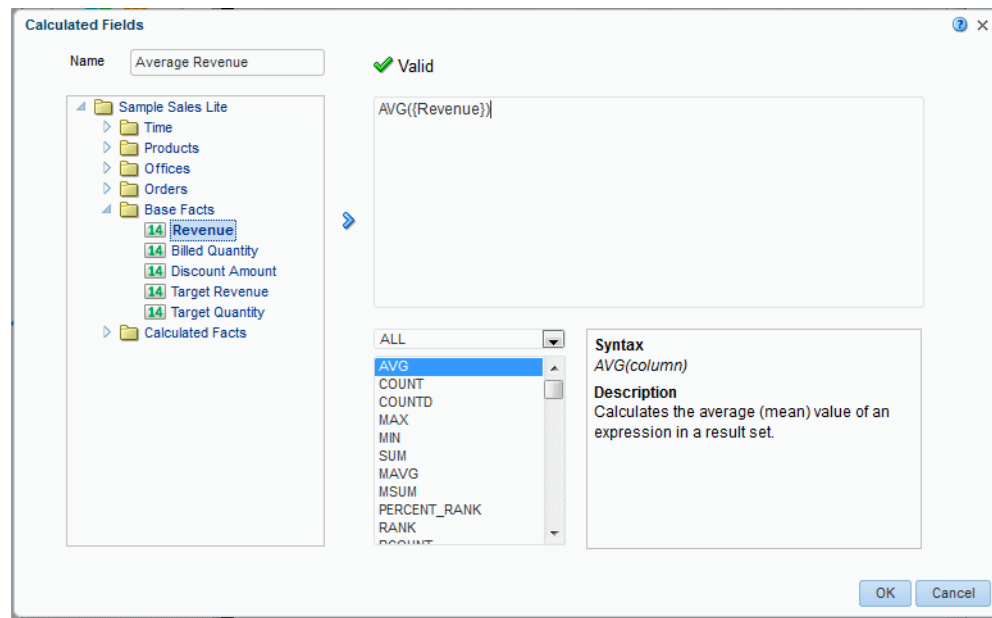 Calculated Fields
Name
Average Revenue
Valid
Sample Sales Lite
Time
Products
Offices
Orders
Base Facts
14 Revenue
14 Billed Quantity
14 Discount Amount
14 Target Revenue
14 Target Quantity
Calculated Facts
AVG({Revenue})
ALL
AVG
COUNT
COUNTD
MAX
MIN
SUM
MAVG
MSUM
PERCENT_RANK
RANK
Syntax
AVG(column)
Description
Calculates the average (mean) value of an
expression in a result set.
OK
Cancel